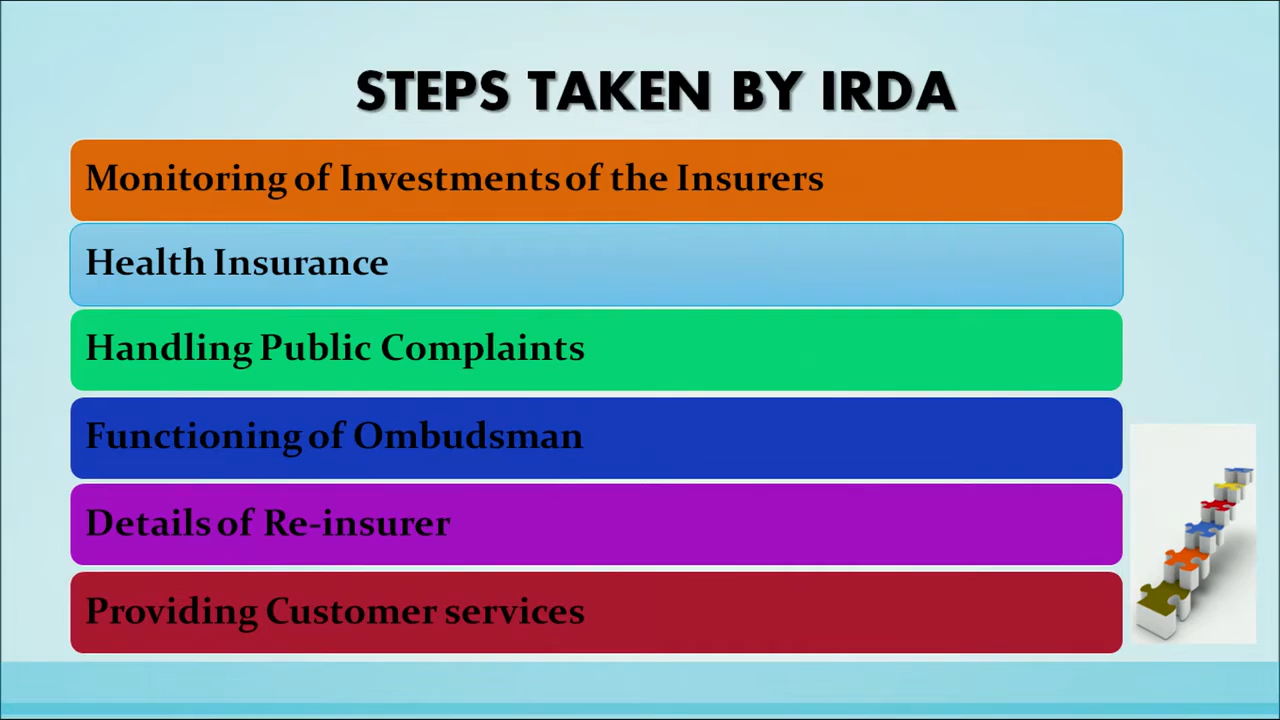 STEPS TAKEN BY IRDA
Monitoring of Investments of the Insurers
Health Insurance
Handling Public Complaints
Functioning of Ombudsman
Details of Re-insurer
Providing Customer services